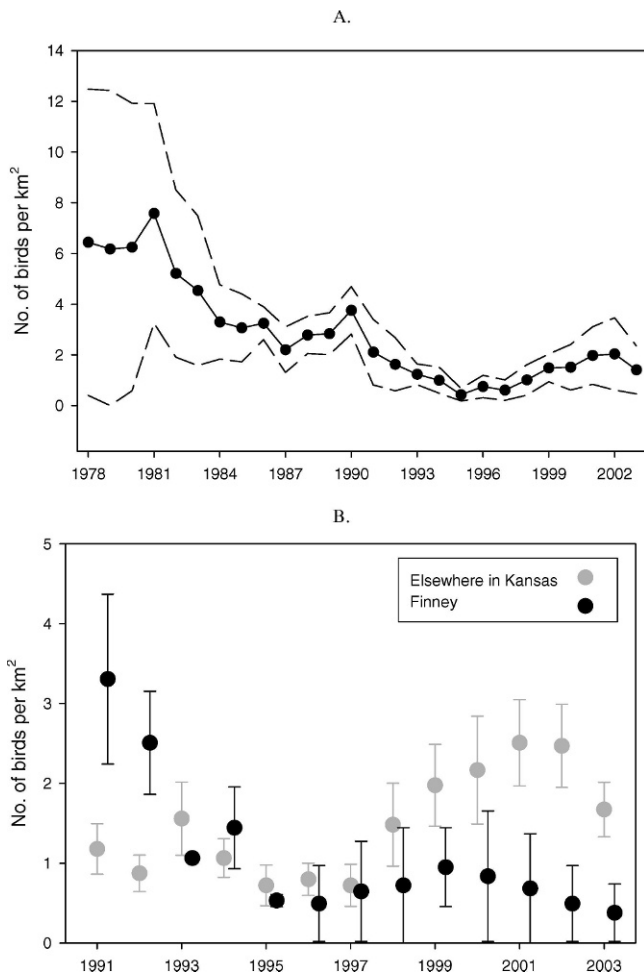 A.
No. of birds per km²
14
12
10
8
6
4
2
0
1978 1981 1984 1987 1990 1993 1996 1999 2002
B.
No. of birds per km²
5
4
3
2
1
0
Elsewhere in Kansas
Finney
1991 1993 1995 1997 1999 2001 2003